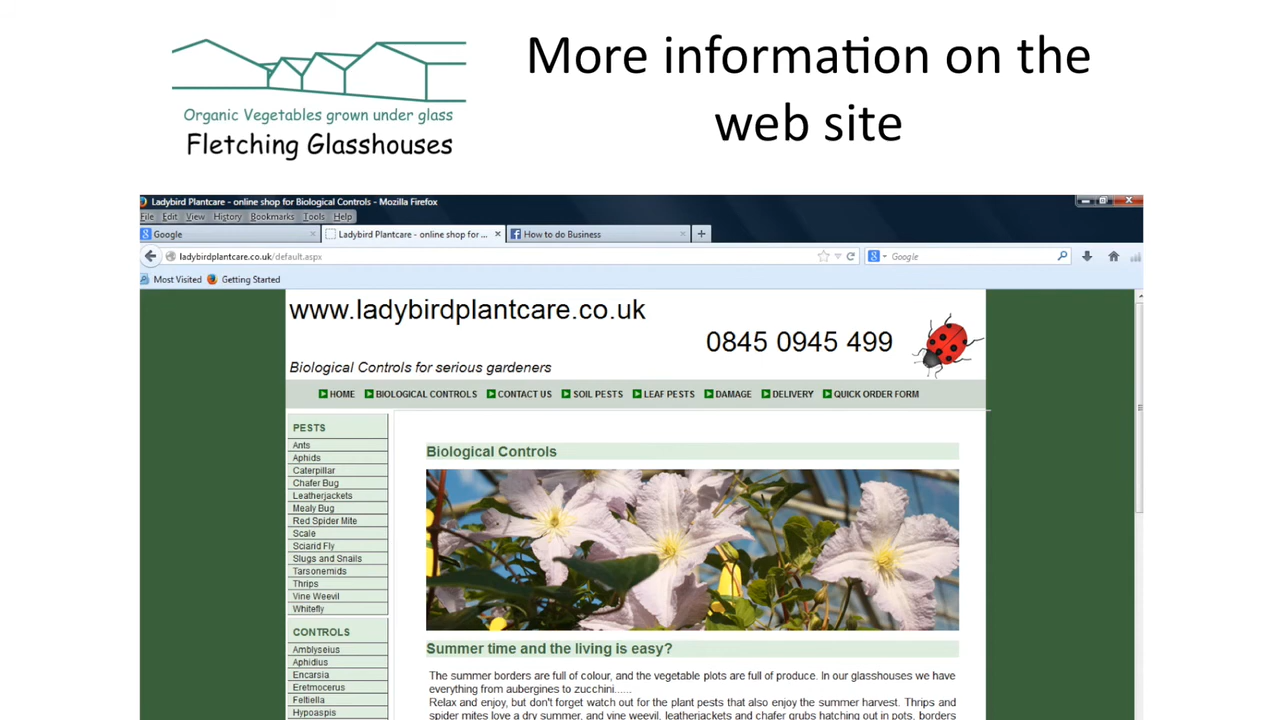 More information on the
web site
Organic Vegetables grown under glass
Fletching Glasshouses
Ladybird Plantcare - online shop for Biological Controls - Mozilla Firefox
File Edit View History Bookmarks Tools Help
Google
Ladybird Plantcare - online shop for ...
How to do Business
ladybirdplantcare.co.uk/default.aspx
Google
Most Visited Getting Started
www.ladybirdplantcare.co.uk
0845 0945 499
Biological Controls for serious gardeners
HOME BIOLOGICAL CONTROLS CONTACT US SOIL PESTS LEAF PESTS DAMAGE DELIVERY QUICK ORDER FORM
PESTS
Ants
Aphids
Caterpillar
Chafer Bug
Leatherjackets
Mealy Bug
Red Spider Mite
Scale
Sciarid Fly
Slugs and Snails
Tarsonemids
Thrips
Vine Weevil
Whitefly
CONTROLS
Amblyseius
Aphidius
Encarsia
Eretmocerus
Feltiella
Hypoaspis
Biological Controls
Summer time and the living is easy?
The summer borders are full of colour, and the vegetable plots are full of produce. In our glasshouses we have
everything from aubergines to zucchini......
Relax and enjoy, but don't forget watch out for the plant pests that also enjoy the summer harvest. Thrips and
spider mites love a dry summer, and vine weevil, leatherjackets and chafer grubs hatching out in pots, borders